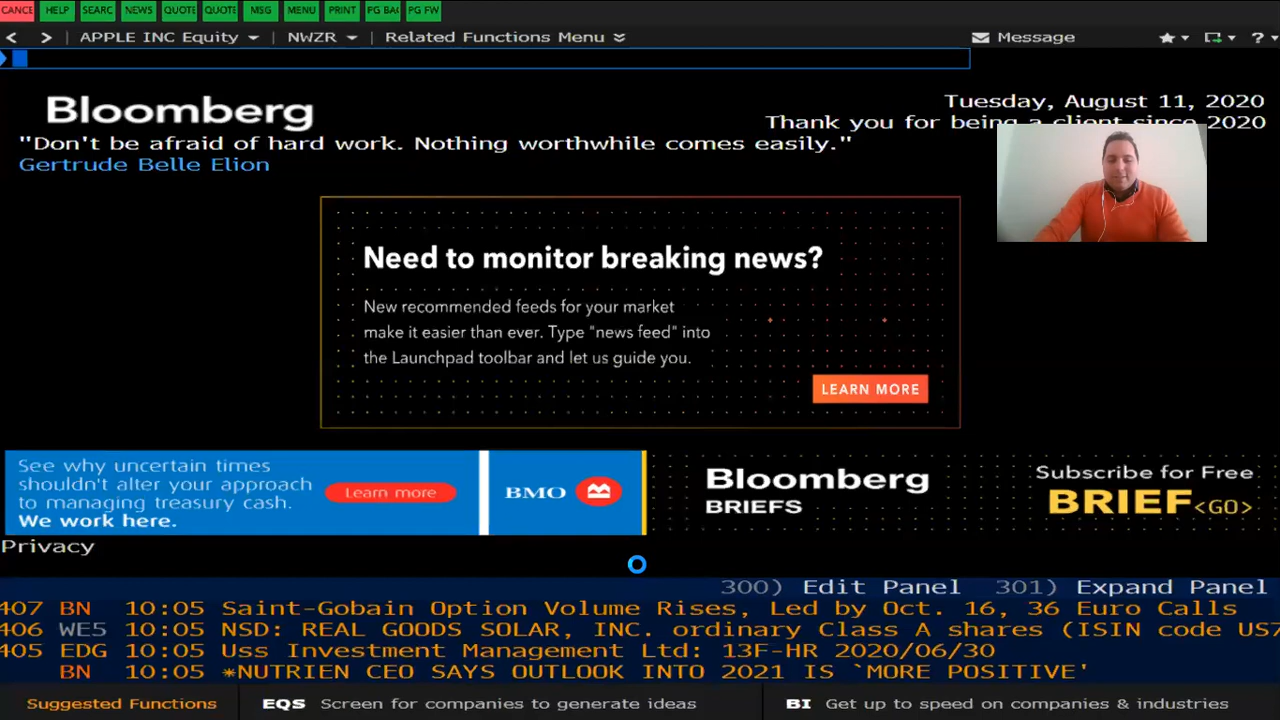 CANCE HELP SEARC NEWS QUOTE QUOTE MSG MENU PRINT PG BAC PG FW
< > APPLE INC Equity NWZR Related Functions Menu Message ?
Bloomberg
Tuesday, August 11, 2020
Thank you for being a client since 2020
"Don't be afraid of hard work. Nothing worthwhile comes easily."
Gertrude Belle Elion
Need to monitor breaking news?
New recommended feeds for your market
make it easier than ever. Type "news feed" into
the Launchpad toolbar and let us guide you.
LEARN MORE
See why uncertain times
shouldn't alter your approach
to managing treasury cash.
We work here.
Learn more
BMO
Bloomberg
BRIEFS
Subscribe for Free
BRIEF<GO>
Privacy
300) Edit Panel 301) Expand Panel
407 BN 10:05 Saint-Gobain Option Volume Rises, Led by Oct. 16, 36 Euro Calls
406 WE5 10:05 NSD: REAL GOODS SOLAR, INC. ordinary Class A shares (ISIN code US7
405 EDG 10:05 Uss Investment Management Ltd: 13F-HR 2020/06/30
BN 10:05 *NUTRIEN CEO SAYS OUTLOOK INTO 2021 IS `MORE POSITIVE'
Suggested Functions EQS Screen for companies to generate ideas BI Get up to speed on companies & industries